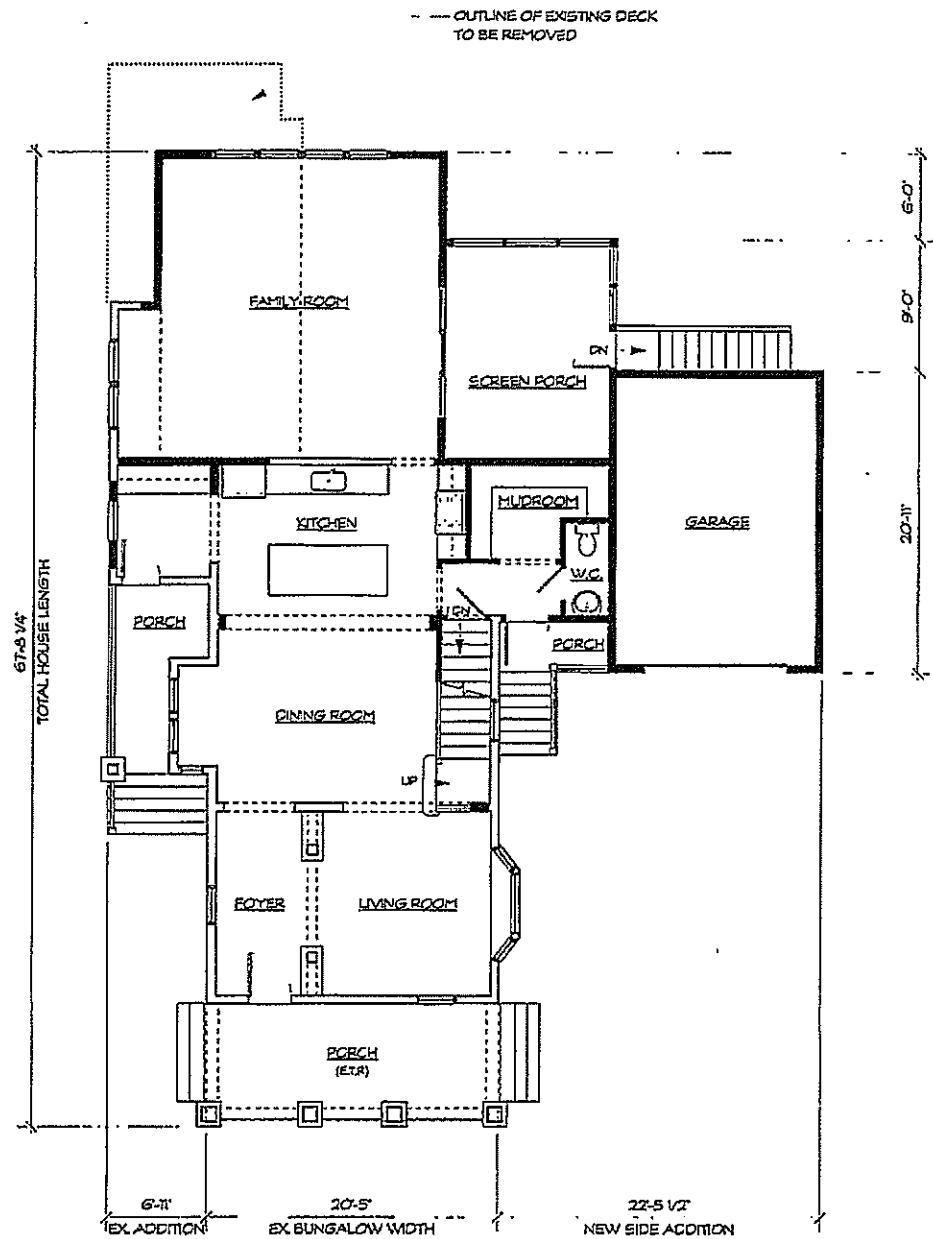 OUTLINE OF EXISTING DECK
TO BE REMOVED
6'-0"
9'-0"
20'-11"
67'-8 1/4"
TOTAL HOUSE LENGTH
FAMILY ROOM
SCREEN PORCH
DN
MUDROOM
GARAGE
KITCHEN
W.C.
PORCH
DN
PORCH
DINING ROOM
UP
FOYER
LIVING ROOM
PORCH
(E.T.R)
6'-11"
EX. ADDITION
20'-5"
EX. BUNGALOW WIDTH
22'-5 1/2"
NEW SIDE ADDITION